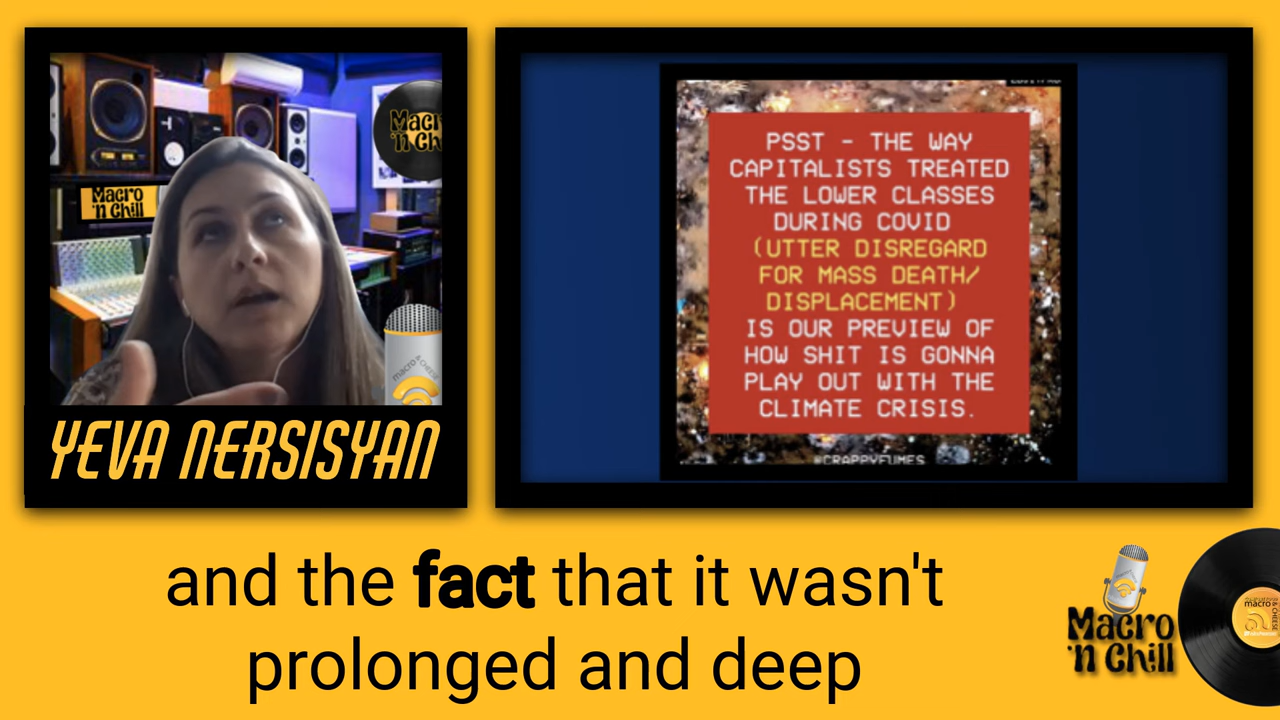 Macro
'N Chill
YEVA NERSISYAN
PSST - THE WAY
CAPITALISTS TREATED
THE LOWER CLASSES
DURING COVID
(UTTER DISREGARD
FOR MASS DEATH/
DISPLACEMENT)
IS OUR PREVIEW OF
HOW SHIT IS GONNA
PLAY OUT WITH THE
CLIMATE CRISIS.
@CRAPPYFUMES
and the fact that it wasn't
prolonged and deep
Macro
'N Chill
macro